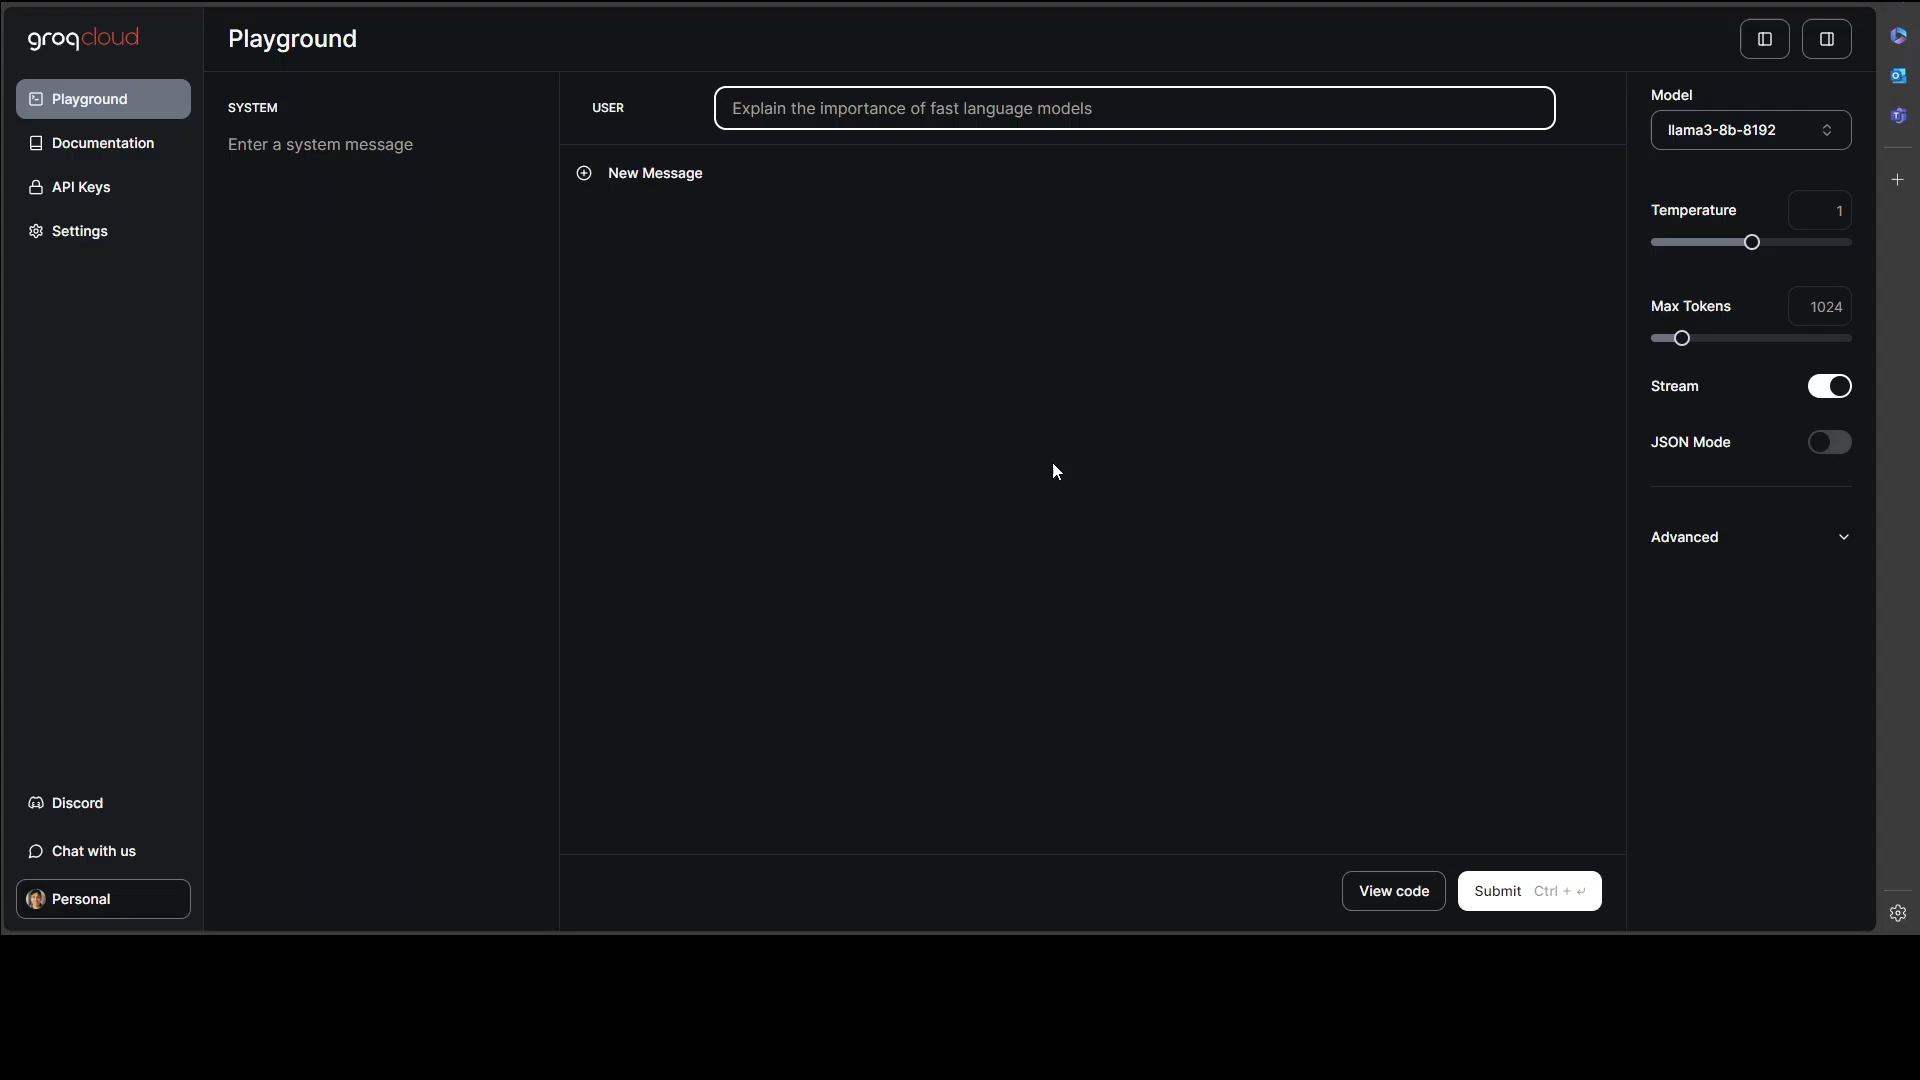 groqcloud
Playground
Documentation
API Keys
Settings
Discord
Chat with us
Personal
Playground
SYSTEM
Enter a system message
USER
Explain the importance of fast language models
New Message
View code
Submit Ctrl + ↵
Model
llama3-8b-8192
Temperature
1
Max Tokens
1024
Stream
JSON Mode
Advanced